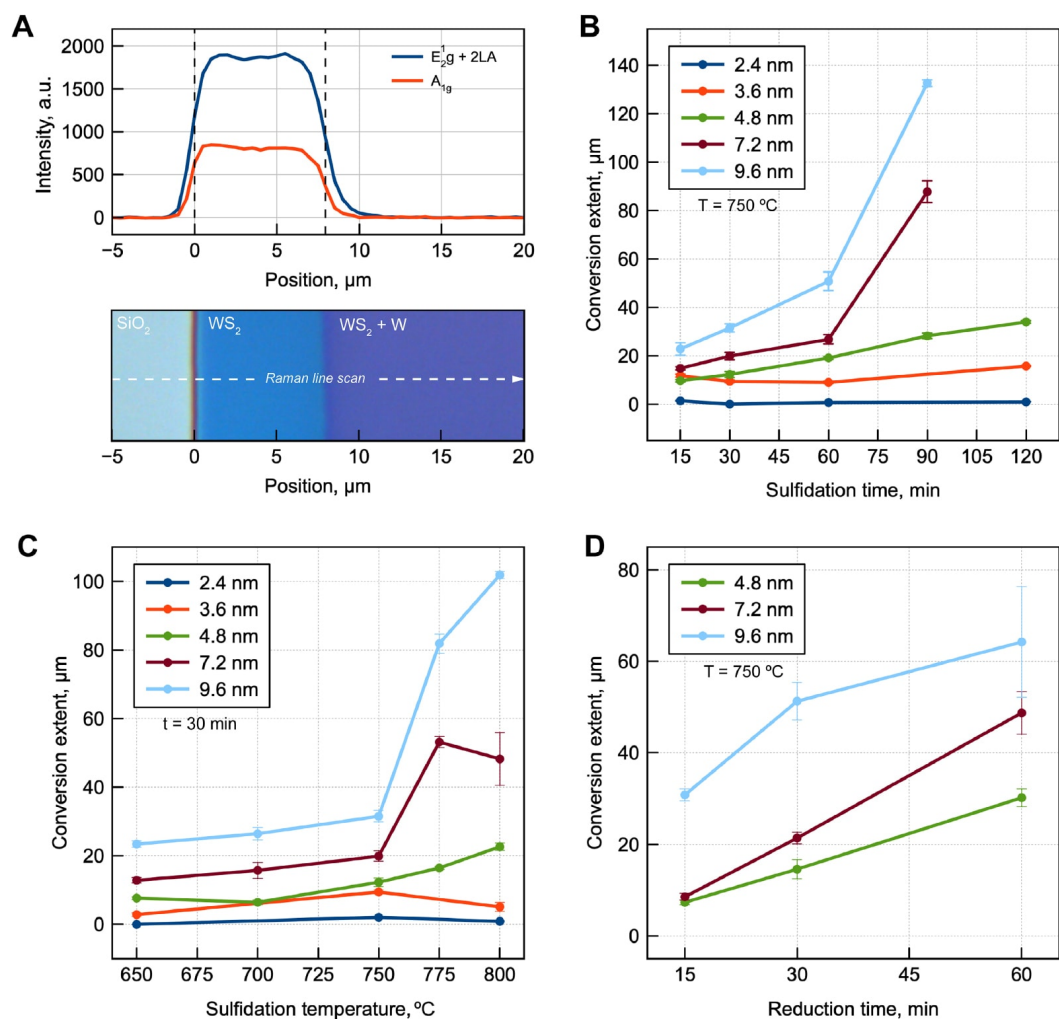 A
2000
1500
1000
500
0
Intensity, a.u.
E¹₂g + 2LA
A₁g
−5 0 5 10 15 20
Position, µm
SiO₂ WS₂ WS₂ + W
Raman line scan
−5 0 5 10 15 20
Position, µm
B
140
120
100
80
60
40
20
0
Conversion extent, µm
2.4 nm
3.6 nm
4.8 nm
7.2 nm
9.6 nm
T = 750 ºC
15 30 45 60 75 90 105 120
Sulfidation time, min
C
100
80
60
40
20
0
Conversion extent, µm
2.4 nm
3.6 nm
4.8 nm
7.2 nm
9.6 nm
t = 30 min
650 675 700 725 750 775 800
Sulfidation temperature, ºC
D
80
60
40
20
0
Conversion extent, µm
4.8 nm
7.2 nm
9.6 nm
T = 750 ºC
15 30 45 60
Reduction time, min